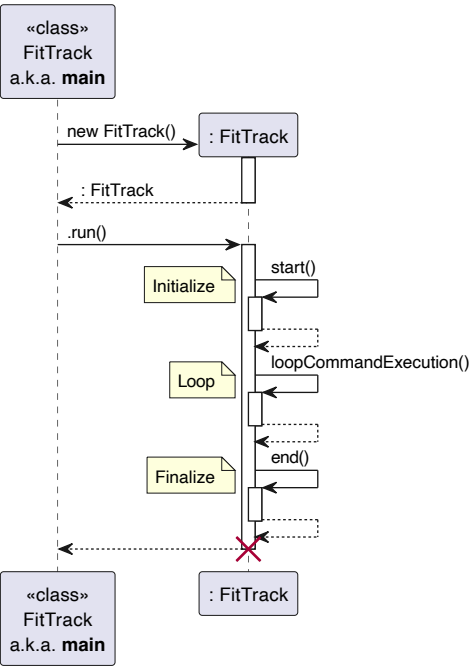 «class»
FitTrack
a.k.a. main
new FitTrack()
: FitTrack
: FitTrack
.run()
start()
Initialize
loopCommandExecution()
Loop
end()
Finalize
«class»
FitTrack
a.k.a. main
: FitTrack